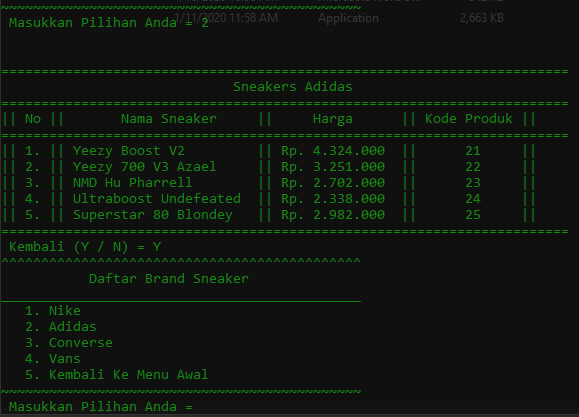 ~~~~~~~~~~~~~~~~~~~~~~~~~~~~~~~~~~~~~~~~~~~~~
Masukkan Pilihan Anda = 2
1/11/2020 11:58 AM Application 2,663 KB
=======================================================================
Sneakers Adidas
=======================================================================
|| No || Nama Sneaker || Harga || Kode Produk ||
=======================================================================
|| 1. || Yeezy Boost V2 || Rp. 4.324.000 || 21 ||
|| 2. || Yeezy 700 V3 Azael || Rp. 3.251.000 || 22 ||
|| 3. || NMD Hu Pharrell || Rp. 2.702.000 || 23 ||
|| 4. || Ultraboost Undefeated || Rp. 2.338.000 || 24 ||
|| 5. || Superstar 80 Blondey || Rp. 2.982.000 || 25 ||
=======================================================================
Kembali (Y / N) = Y
^^^^^^^^^^^^^^^^^^^^^^^^^^^^^^^^^^^^^^^^^^^^^
Daftar Brand Sneaker
_____________________________________________
1. Nike
2. Adidas
3. Converse
4. Vans
5. Kembali Ke Menu Awal
~~~~~~~~~~~~~~~~~~~~~~~~~~~~~~~~~~~~~~~~~~~~~
Masukkan Pilihan Anda =